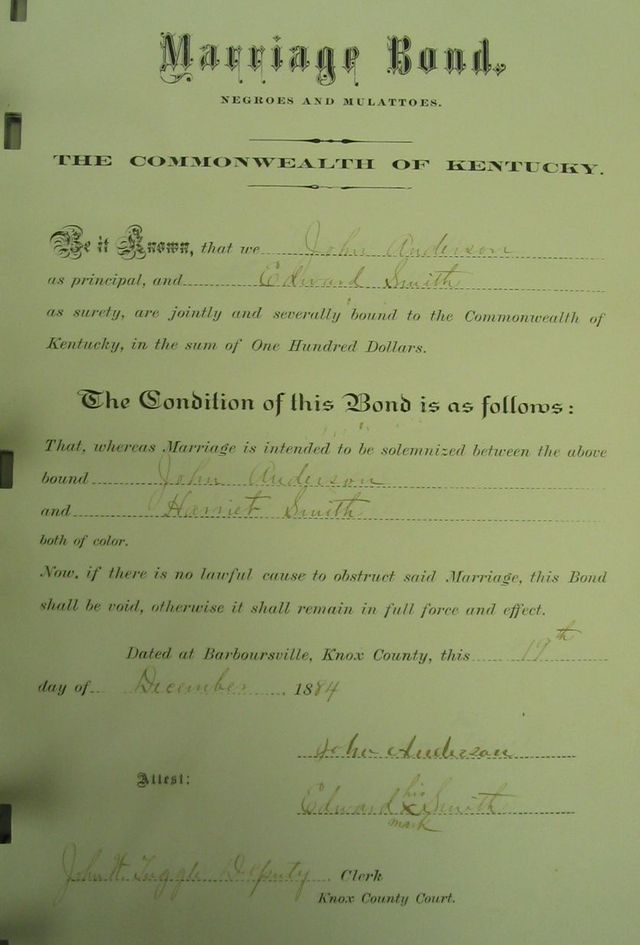 Marriage Bond.
NEGROES AND MULATTOES.
THE COMMONWEALTH OF KENTUCKY.
Be it Known, that we John Anderson
as principal, and Edward Smith
as surety, are jointly and severally bound to the Commonwealth of
Kentucky, in the sum of One Hundred Dollars.
The Condition of this Bond is as follows:
That, whereas Marriage is intended to be solemnized between the above
bound John Anderson
and Harriet Smith
both of color.
Now, if there is no lawful cause to obstruct said Marriage, this Bond
shall be void, otherwise it shall remain in full force and effect.
Dated at Barboursville, Knox County, this 19th
day of December 1884
John Anderson
Attest:
his
Edward x Smith
mark
John H. Tuggle Deputy Clerk
Knox County Court.